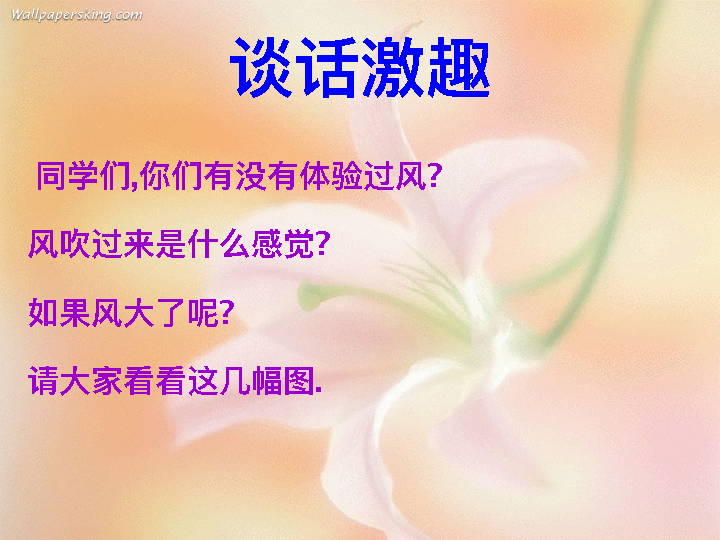 Wallpapersking.com
谈话激趣
同学们,你们有没有体验过风?
风吹过来是什么感觉?
如果风大了呢?
请大家看看这几幅图.